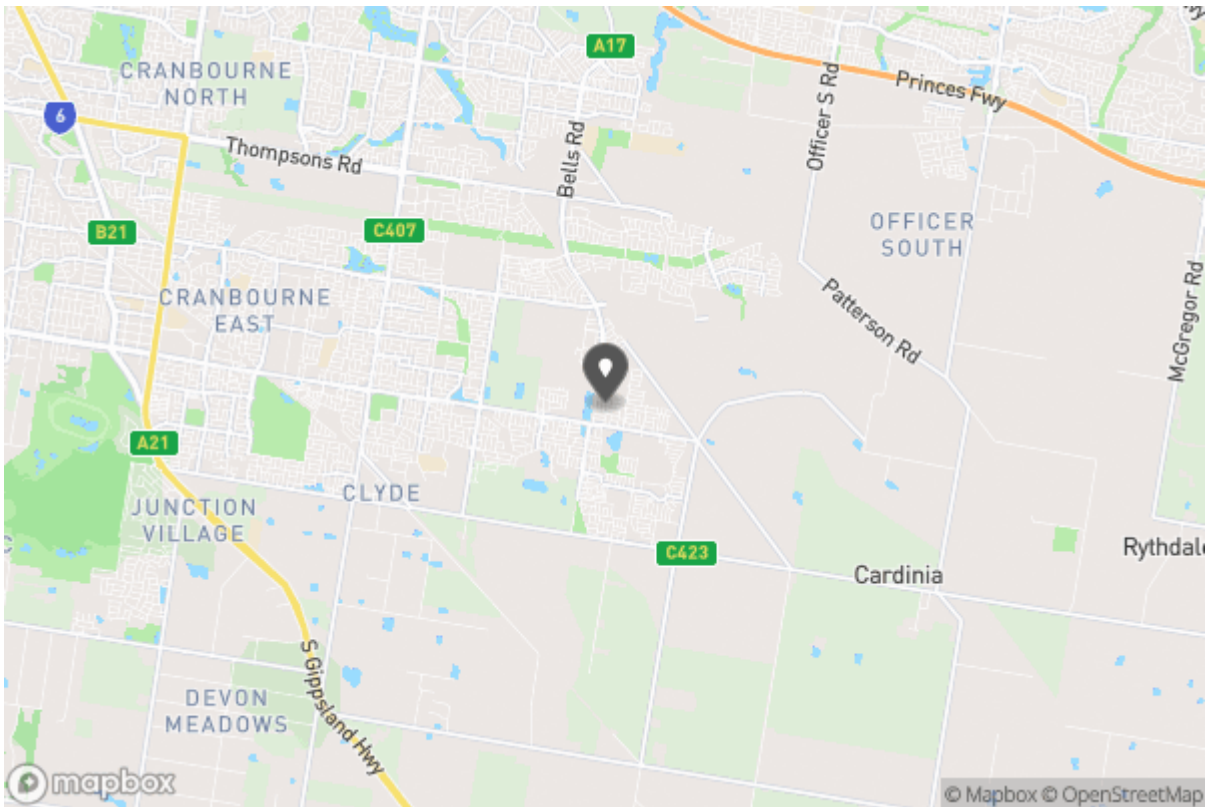 A17
CRANBOURNE
NORTH
Princes Fwy
6
Officer S Rd
Thompsons Rd
Bells Rd
B21
C407
OFFICER
SOUTH
McGregor Rd
CRANBOURNE
EAST
Patterson Rd
A21
CLYDE
JUNCTION
VILLAGE
C423
Rythdale
Cardinia
S Gippsland Hwy
DEVON
MEADOWS
mapbox
© Mapbox © OpenStreetMap